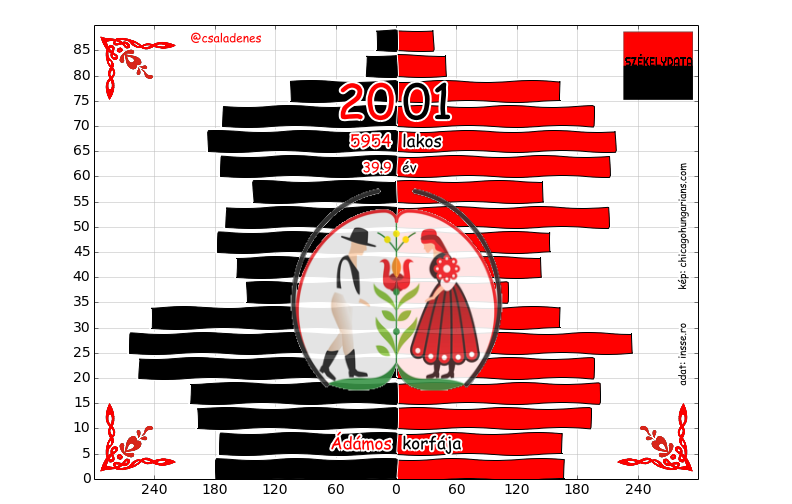 @csaladenes
SZÉKELYDATA
2001
5954 lakos
39.9 év
kép: chicagohungarians.com
adat: insse.ro
Ádámos korfája
85
80
75
70
65
60
55
50
45
40
35
30
25
20
15
10
5
0
240 180 120 60 0 60 120 180 240